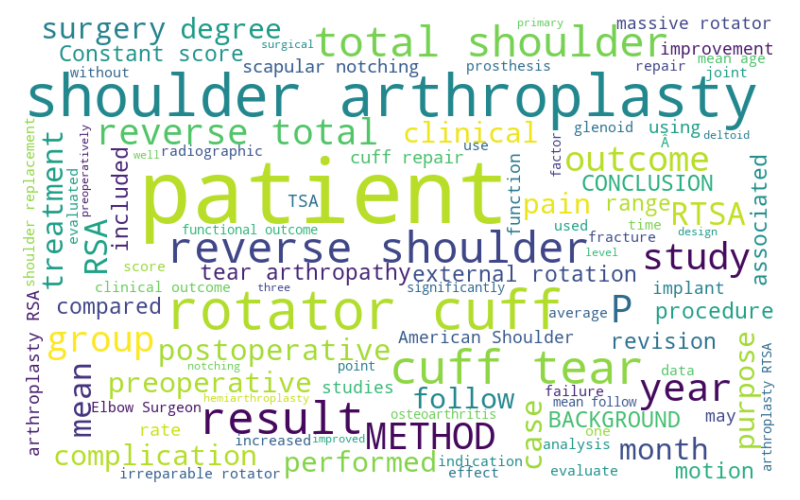 primary
massive rotator
surgery degree
total shoulder
Constant score
surgical
improvement
without
scapular notching
prosthesis
repair
mean age
joint
shoulder arthroplasty
reverse total
clinical
glenoid
using
Â
deltoid
well
radiographic
cuff repair
use
factor
outcome
treatment
evaluated
preoperatively
included
patient
TSA
function
CONCLUSION
pain
range
RTSA
associated
shoulder replacement
RSA
functional outcome
used
fracture
time
design
reverse shoulder
level
study
score
tear arthropathy
external rotation
clinical outcome
three
significantly
implant
compared
rotator cuff
average
P
procedure
arthroplasty RSA
group
postoperative
American Shoulder
revision
purpose
notching
point
cuff tear
data
mean
preoperative
studies
failure
year
arthroplasty RTSA
hemiarthroplasty
follow
mean follow
Elbow Surgeon
result
osteoarthritis
case
BACKGROUND
may
rate
METHOD
one
increased
improved
analysis
month
complication
performed
indication
irreparable rotator
effect
evaluate
motion